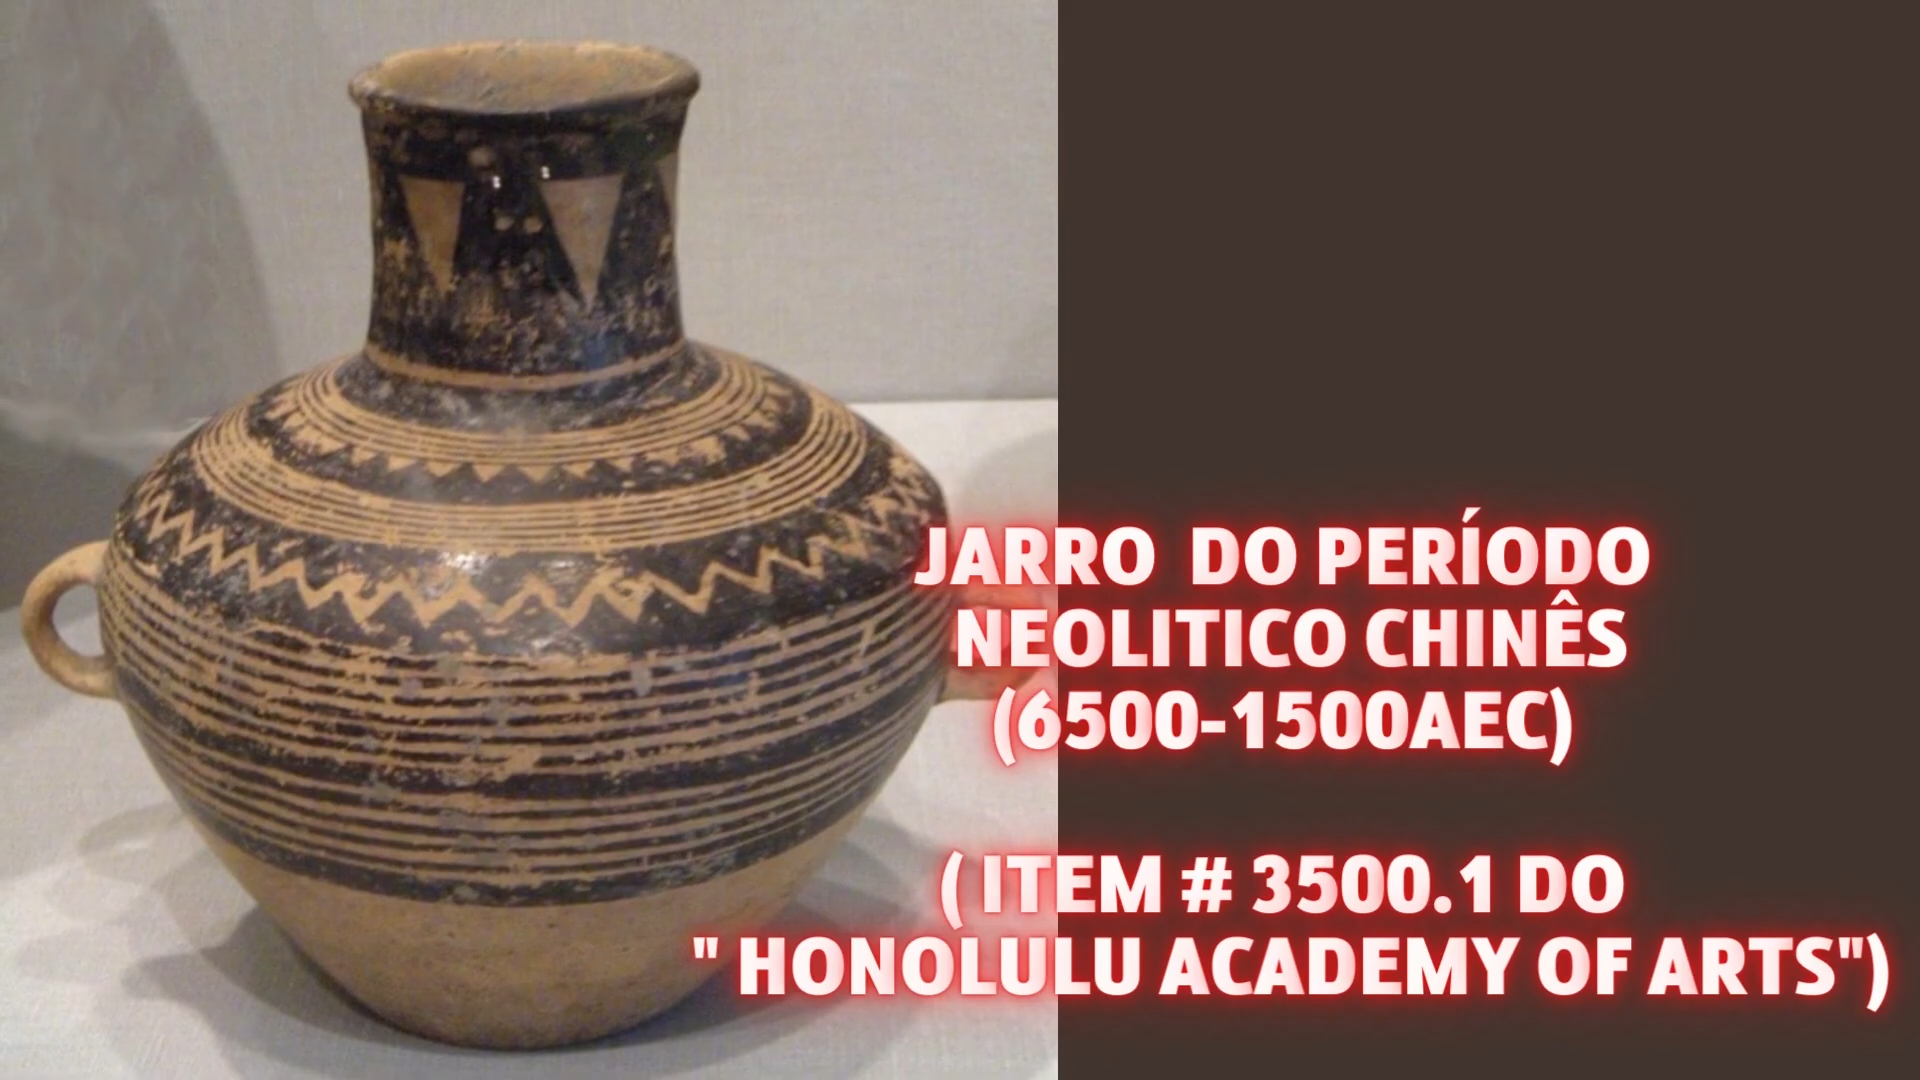 JARRO DO PERÍODO
NEOLITICO CHINÊS
(6500-1500AEC)
( ITEM # 3500.1 DO
" HONOLULU ACADEMY OF ARTS")